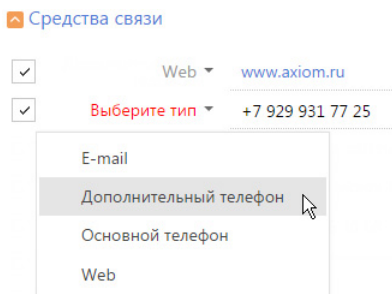 Средства связи
Web www.axiom.ru
Выберите тип +7 929 931 77 25
E-mail
Дополнительный телефон
Основной телефон
Web